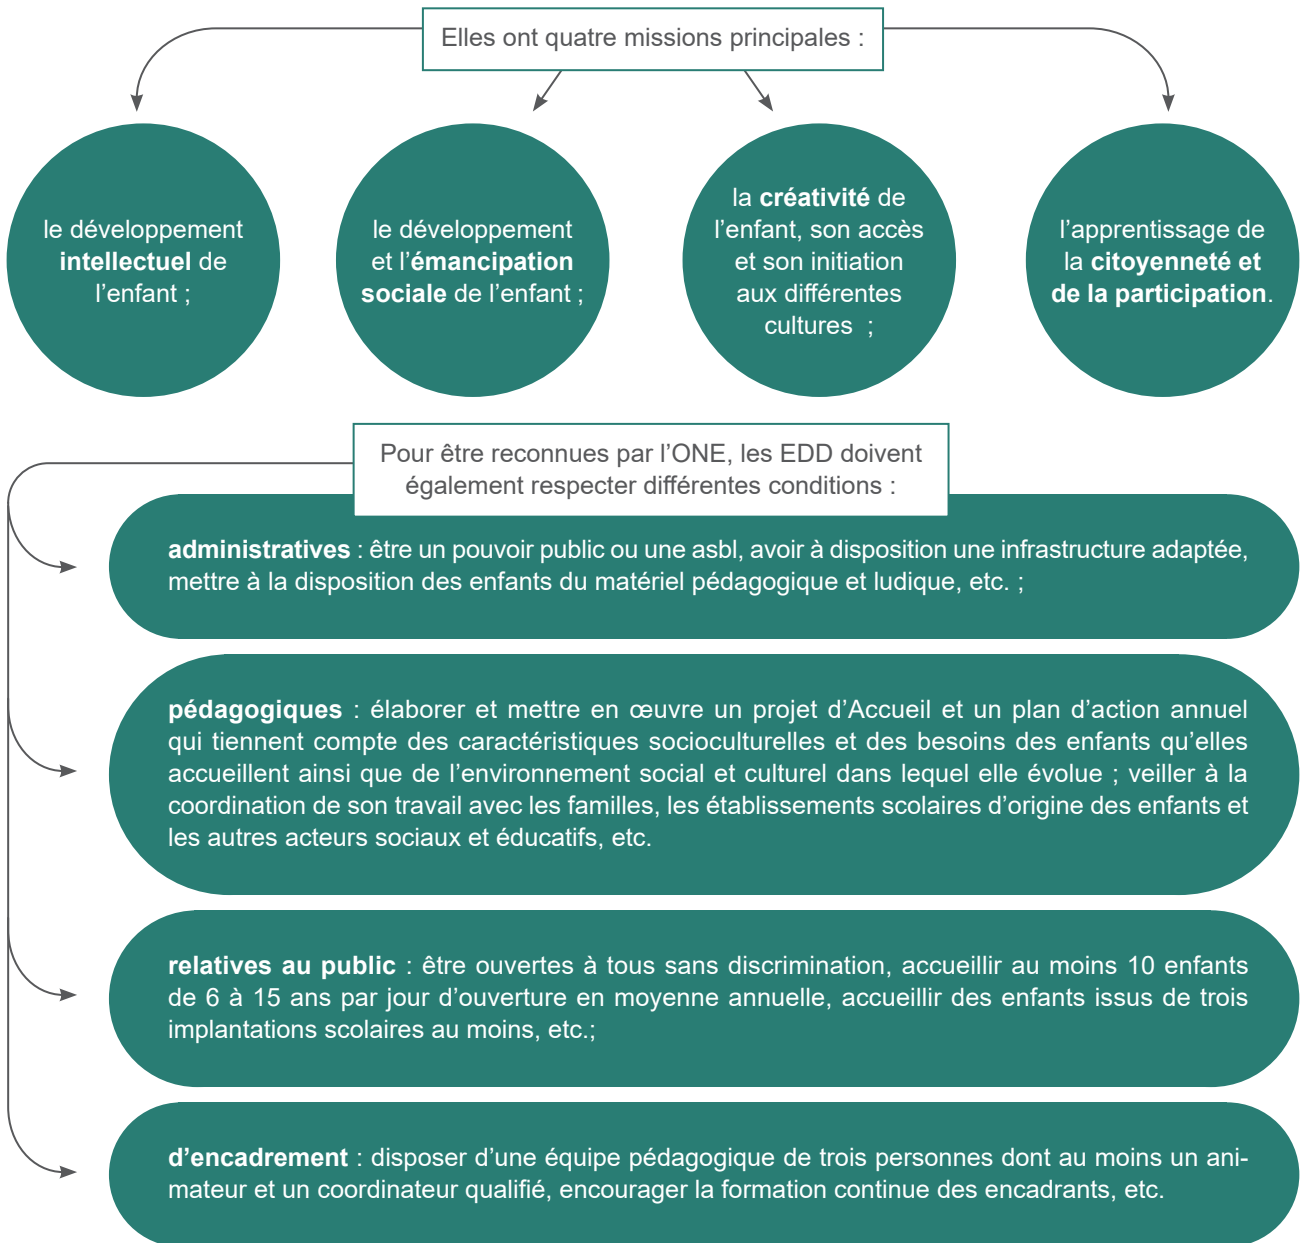 Elles ont quatre missions principales :
le développement
intellectuel de
l’enfant ;
le développement
et l’émancipation
sociale de l’enfant ;
la créativité de
l’enfant, son accès
et son initiation
aux différentes
cultures  ;
l’apprentissage de
la citoyenneté et
de la participation.
Pour être reconnues par l’ONE, les EDD doivent
également respecter différentes conditions :
administratives : être un pouvoir public ou une asbl, avoir à disposition une infrastructure adaptée,
mettre à la disposition des enfants du matériel pédagogique et ludique, etc. ;
pédagogiques : élaborer et mettre en œuvre un projet d’Accueil et un plan d’action annuel
qui tiennent compte des caractéristiques socioculturelles et des besoins des enfants qu’elles
accueillent ainsi que de l’environnement social et culturel dans lequel elle évolue ; veiller à la
coordination de son travail avec les familles, les établissements scolaires d’origine des enfants et
les autres acteurs sociaux et éducatifs, etc.
relatives au public : être ouvertes à tous sans discrimination, accueillir au moins 10 enfants
de 6 à 15 ans par jour d’ouverture en moyenne annuelle, accueillir des enfants issus de trois
implantations scolaires au moins, etc.;
d’encadrement : disposer d’une équipe pédagogique de trois personnes dont au moins un ani-
mateur et un coordinateur qualifié, encourager la formation continue des encadrants, etc.